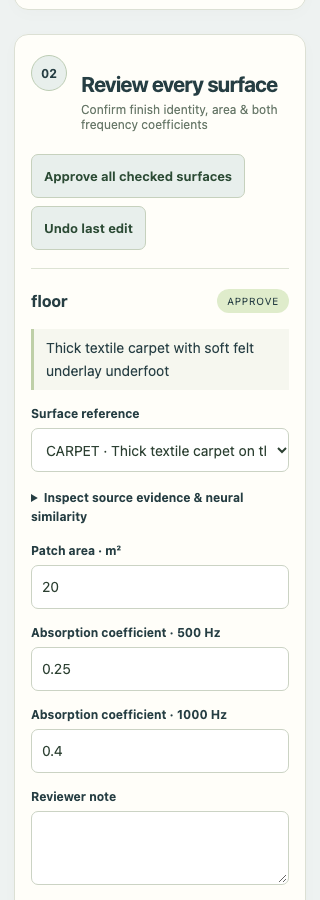 02
Review every surface
Confirm finish identity, area & both
frequency coefficients
Approve all checked surfaces
Undo last edit
floor
APPROVE
Thick textile carpet with soft felt
underlay underfoot
Surface reference
CARPET · Thick textile carpet on tl
Inspect source evidence & neural
similarity
Patch area · m²
20
Absorption coefficient · 500 Hz
0.25
Absorption coefficient · 1000 Hz
0.4
Reviewer note